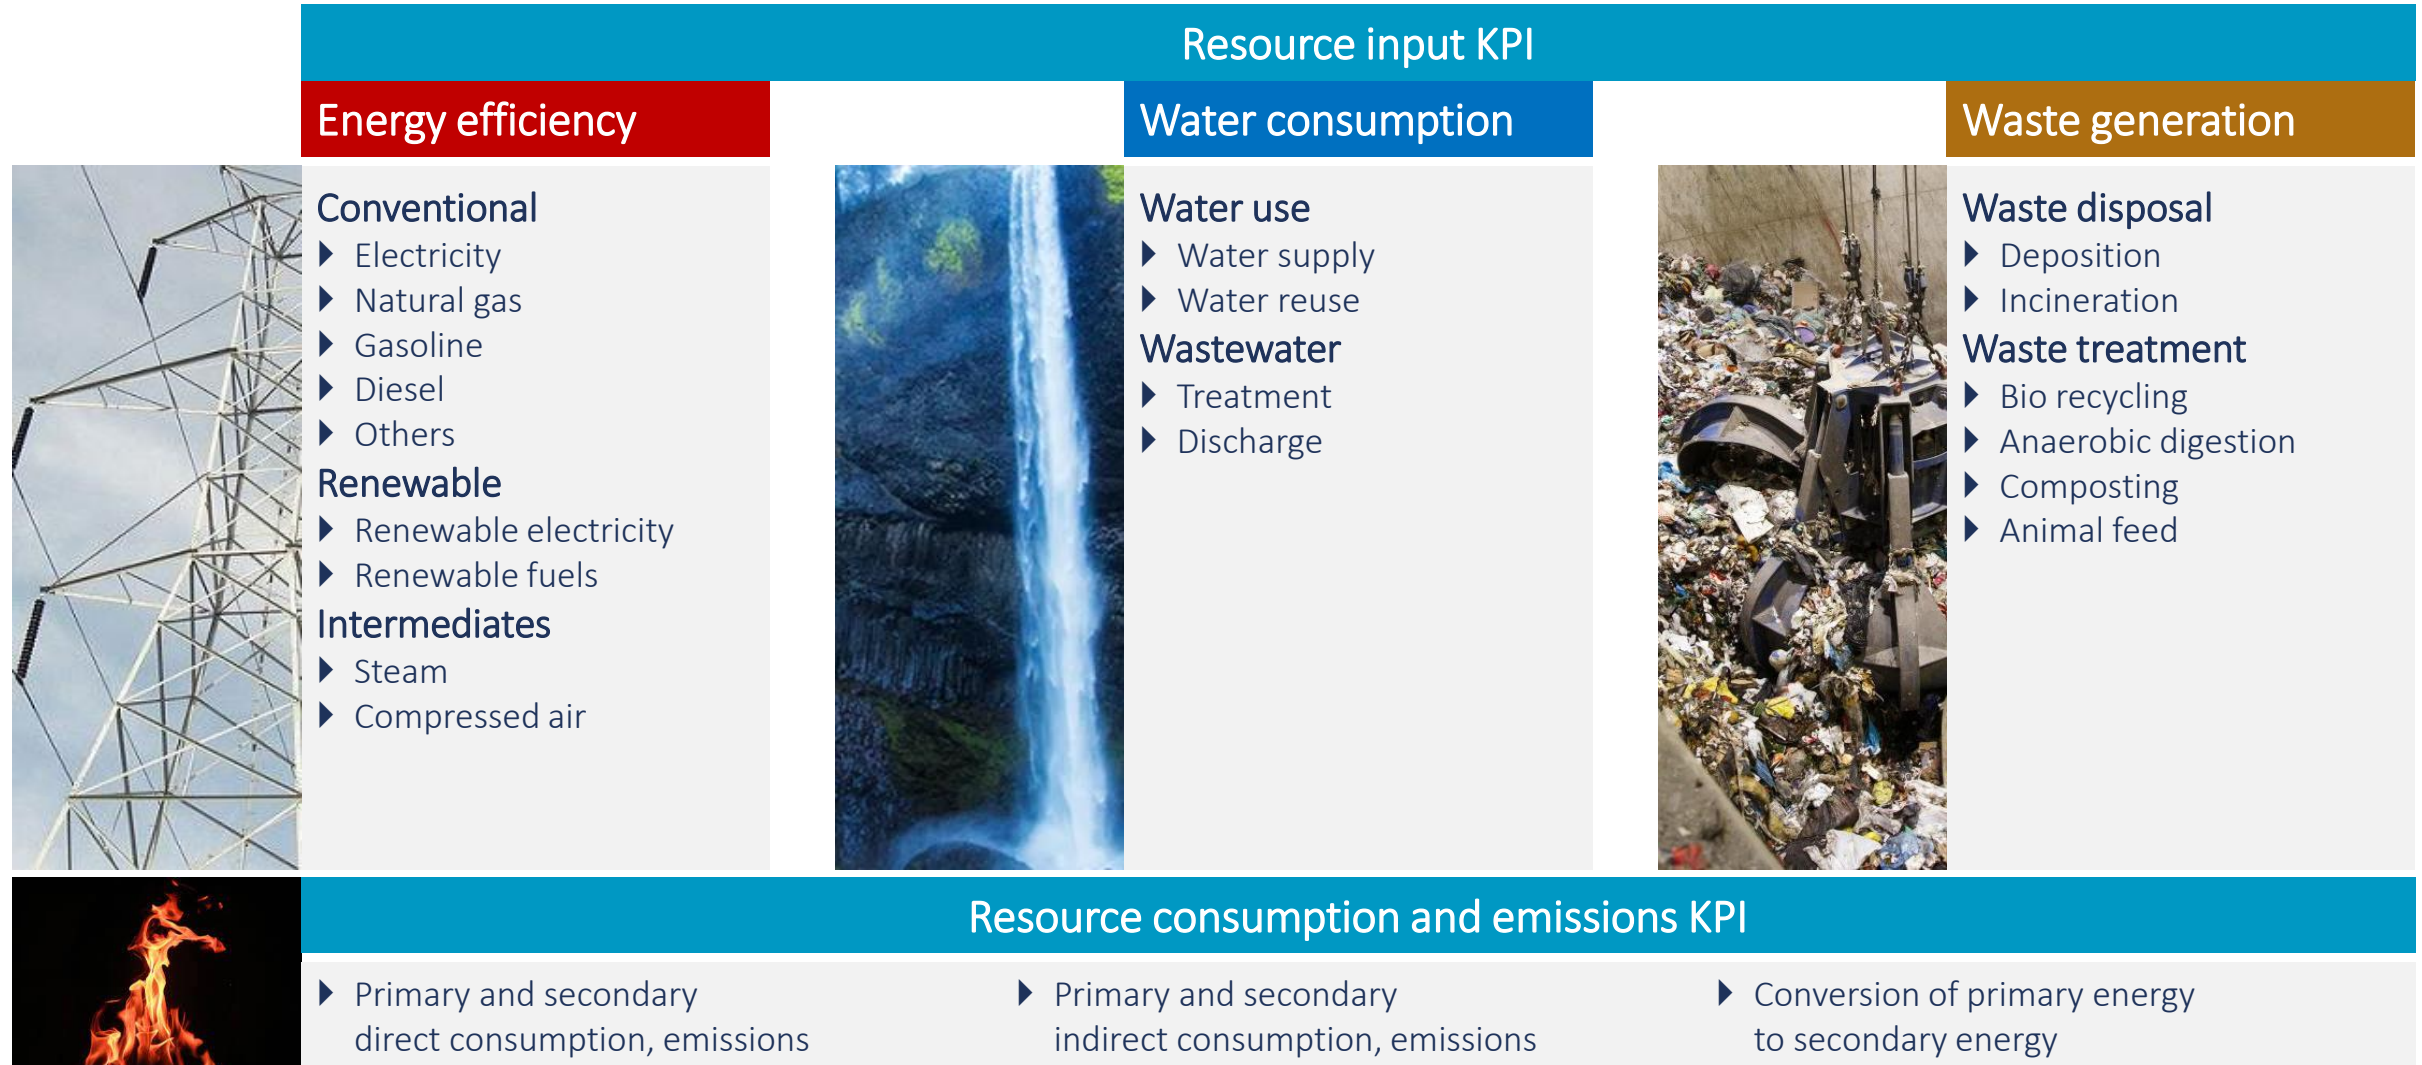 Resource input KPI
Energy efficiency
Conventional
Electricity
Natural gas
Gasoline
Diesel
Others
Renewable
Renewable electricity
Renewable fuels
Intermediates
Steam
Compressed air
Water consumption
Water use
Water supply
Water reuse
Wastewater
Treatment
Discharge
Waste generation
Waste disposal
Deposition
Incineration
Waste treatment
Bio recycling
Anaerobic digestion
Composting
Animal feed
Resource consumption and emissions KPI
Primary and secondary
direct consumption, emissions
Primary and secondary
indirect consumption, emissions
Conversion of primary energy
to secondary energy